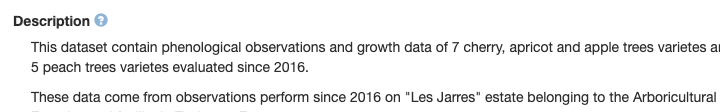 Description
This dataset contain phenological observations and growth data of 7 cherry, apricot and apple trees varietes
5 peach trees varietes evaluated since 2016.
These data come from observations perform since 2016 on "Les Jarres" estate belonging to the Arboricultural